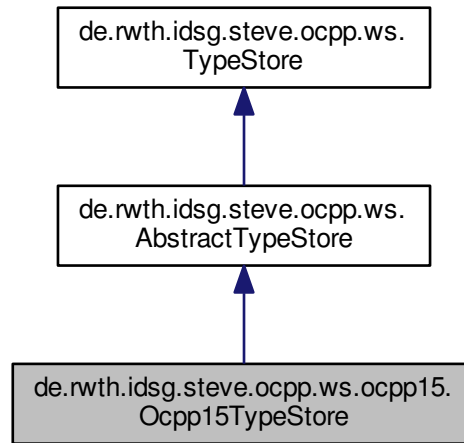 de.rwth.idsg.steve.ocpp.ws.
TypeStore
de.rwth.idsg.steve.ocpp.ws.
AbstractTypeStore
de.rwth.idsg.steve.ocpp.ws.ocpp15.
Ocpp15TypeStore